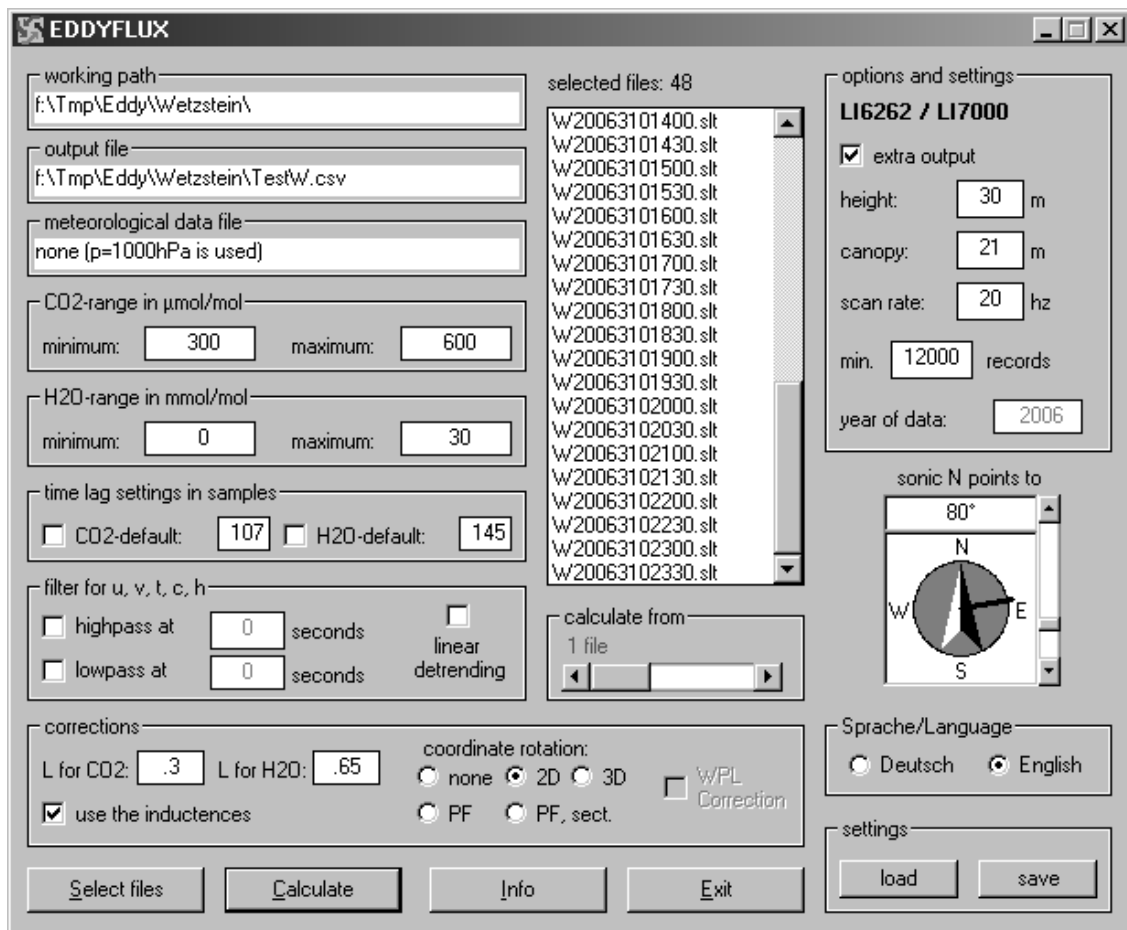 EDDYFLUX
working path
f:\Tmp\Eddy\Wetzstein\
output file
f:\Tmp\Eddy\Wetzstein\TestW.csv
meteorological data file
none (p=1000hPa is used)
CO2-range in µmol/mol
minimum: 300 maximum: 600
H2O-range in mmol/mol
minimum: 0 maximum: 30
time lag settings in samples
CO2-default: 107 H2O-default: 145
filter for u, v, t, c, h
highpass at 0 seconds
lowpass at 0 seconds
linear
detrending
selected files: 48
W20063101400.slt
W20063101430.slt
W20063101500.slt
W20063101530.slt
W20063101600.slt
W20063101630.slt
W20063101700.slt
W20063101730.slt
W20063101800.slt
W20063101830.slt
W20063101900.slt
W20063101930.slt
W20063102000.slt
W20063102030.slt
W20063102100.slt
W20063102130.slt
W20063102200.slt
W20063102230.slt
W20063102300.slt
W20063102330.slt
calculate from
1 file
options and settings
LI6262 / LI7000
extra output
height: 30 m
canopy: 21 m
scan rate: 20 hz
min. 12000 records
year of data: 2006
sonic N points to
80°
N
W E
S
corrections
L for CO2: .3 L for H2O: .65
use the inductences
coordinate rotation:
none 2D 3D
PF PF, sect.
WPL
Correction
Sprache/Language
Deutsch English
settings
load save
Select files Calculate Info Exit